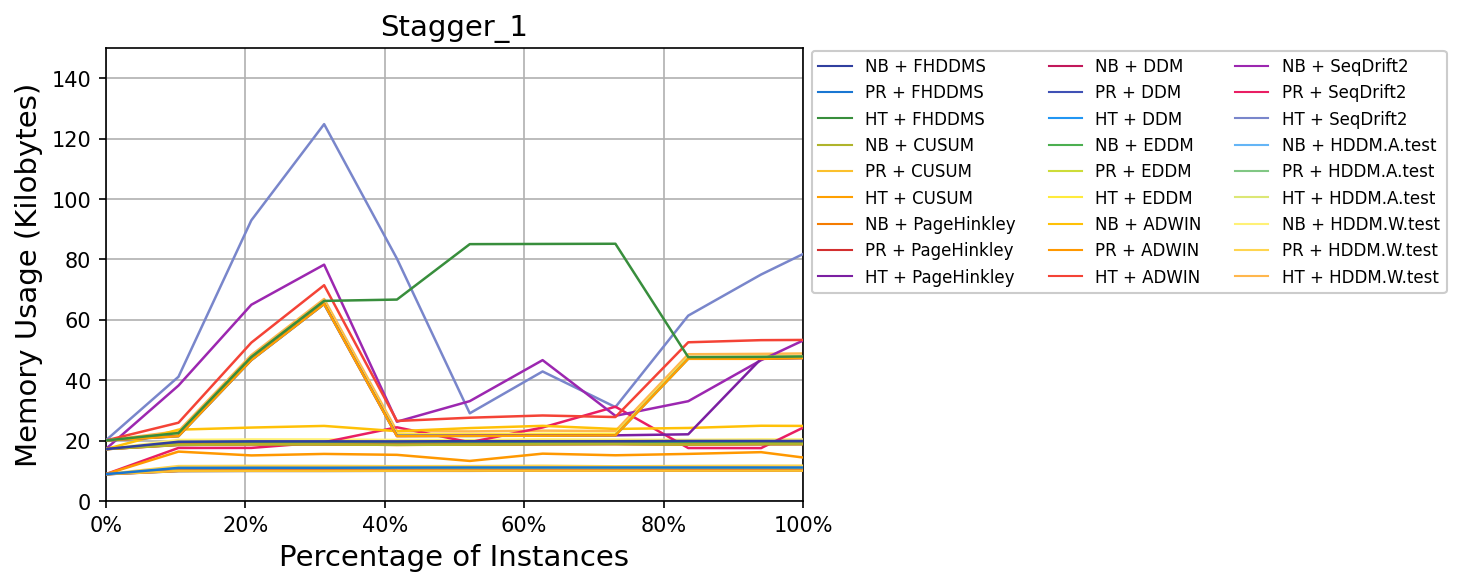 Stagger_1
Memory Usage (Kilobytes)
140
120
100
80
60
40
20
0
0% 20% 40% 60% 80% 100%
Percentage of Instances
NB + FHDDMS
PR + FHDDMS
HT + FHDDMS
NB + CUSUM
PR + CUSUM
HT + CUSUM
NB + PageHinkley
PR + PageHinkley
HT + PageHinkley
NB + DDM
PR + DDM
HT + DDM
NB + EDDM
PR + EDDM
HT + EDDM
NB + ADWIN
PR + ADWIN
HT + ADWIN
NB + SeqDrift2
PR + SeqDrift2
HT + SeqDrift2
NB + HDDM.A.test
PR + HDDM.A.test
HT + HDDM.A.test
NB + HDDM.W.test
PR + HDDM.W.test
HT + HDDM.W.test